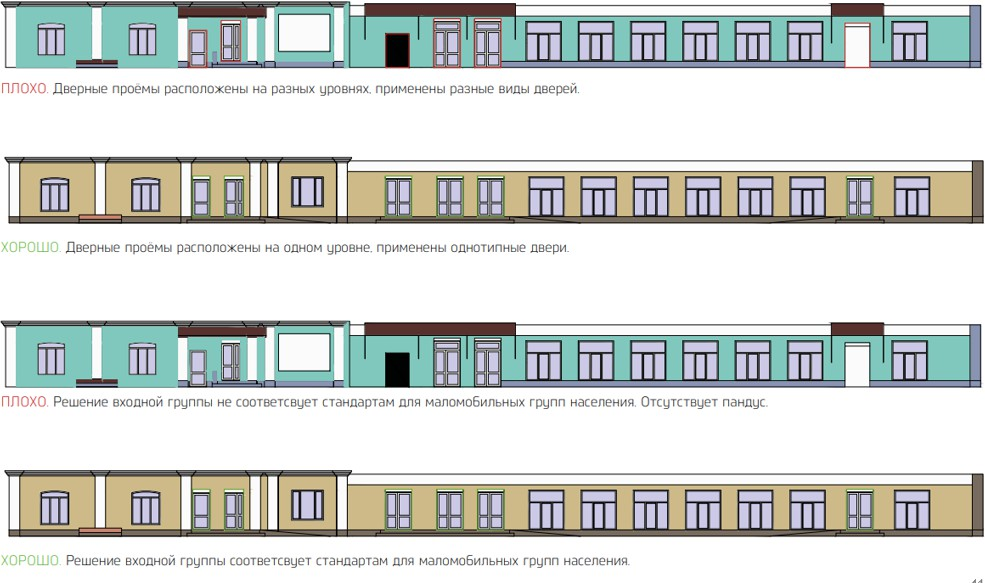 ПЛОХО. Дверные проёмы расположены на разных уровнях, применены разные виды дверей.
ХОРОШО. Дверные проёмы расположены на одном уровне, применены однотипные двери.
ПЛОХО. Решение входной группы не соответсвует стандартам для маломобильных групп населения. Отсутствует пандус.
ХОРОШО. Решение входной группы соответсвует стандартам для маломобильных групп населения.